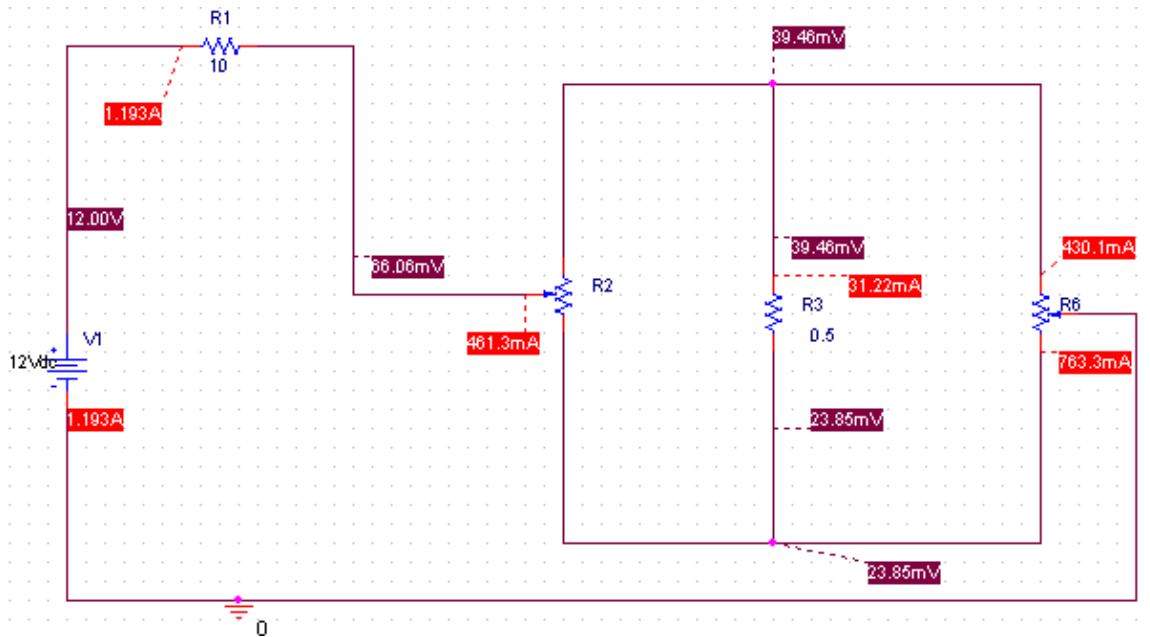 R1
39.46mV
10
1.193A
12.00V
66.06mV
39.46mV
430.1mA
R2
31.22mA
R3
R6
0.5
461.3mA
V1
12Vdc
+
-
763.3mA
1.193A
23.85mV
23.85mV
0